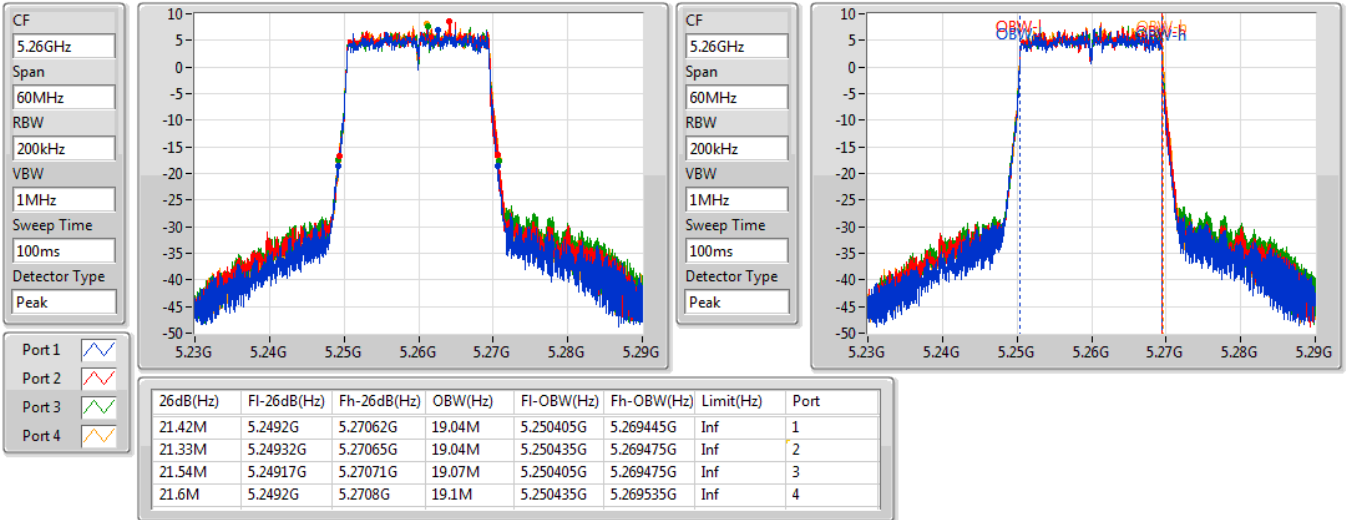 CF
5.26GHz
Span
60MHz
RBW
200kHz
VBW
1MHz
Sweep Time
100ms
Detector Type
Peak
10
5
0
-5
-10
-15
-20
-25
-30
-35
-40
-45
-50
5.23G 5.24G 5.25G 5.26G 5.27G 5.28G 5.29G
CF
5.26GHz
Span
60MHz
RBW
200kHz
VBW
1MHz
Sweep Time
100ms
Detector Type
Peak
10
5
0
-5
-10
-15
-20
-25
-30
-35
-40
-45
-50
OBW-l
OBW-h
5.23G 5.24G 5.25G 5.26G 5.27G 5.28G 5.29G
Port 1
Port 2
Port 3
Port 4
26dB(Hz) Fl-26dB(Hz) Fh-26dB(Hz) OBW(Hz) Fl-OBW(Hz) Fh-OBW(Hz) Limit(Hz) Port
21.42M 5.2492G 5.27062G 19.04M 5.250405G 5.269445G Inf 1
21.33M 5.24932G 5.27065G 19.04M 5.250435G 5.269475G Inf 2
21.54M 5.24917G 5.27071G 19.07M 5.250405G 5.269475G Inf 3
21.6M 5.2492G 5.2708G 19.1M 5.250435G 5.269535G Inf 4